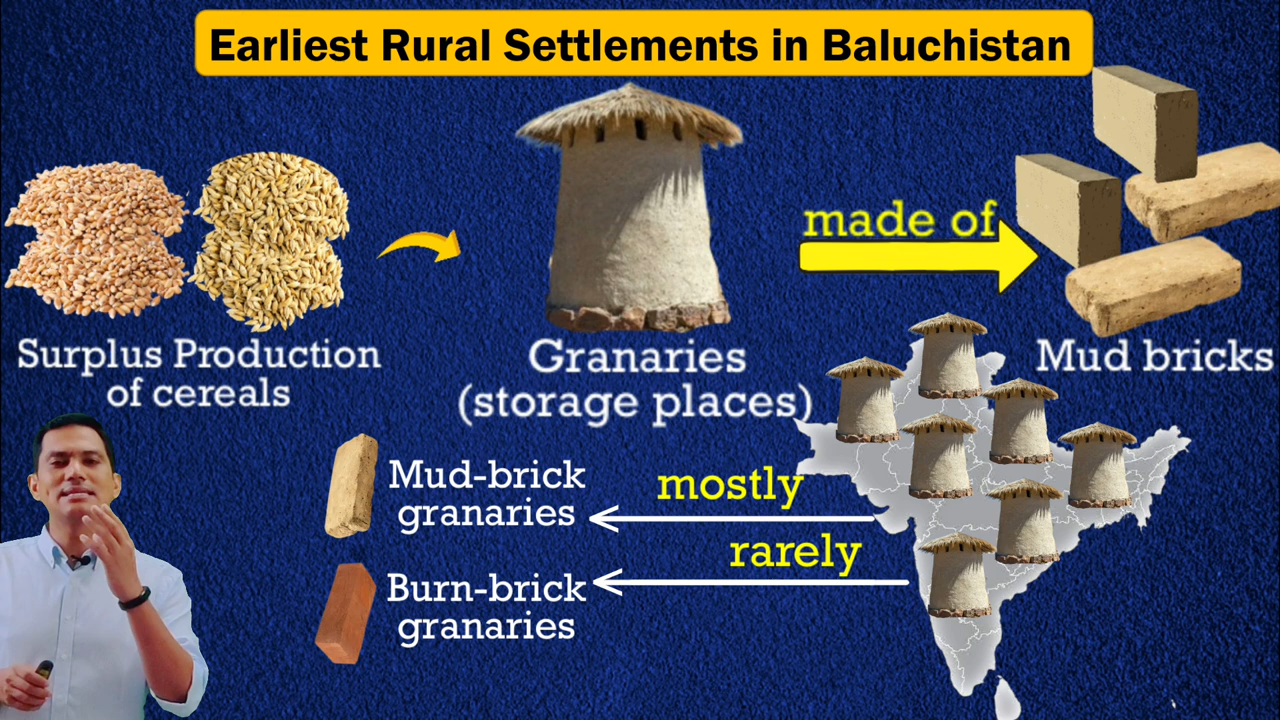 Earliest Rural Settlements in Baluchistan
made of
Surplus Production
of cereals
Granaries
(storage places)
Mud bricks
Mud-brick
granaries
mostly
rarely
Burn-brick
granaries